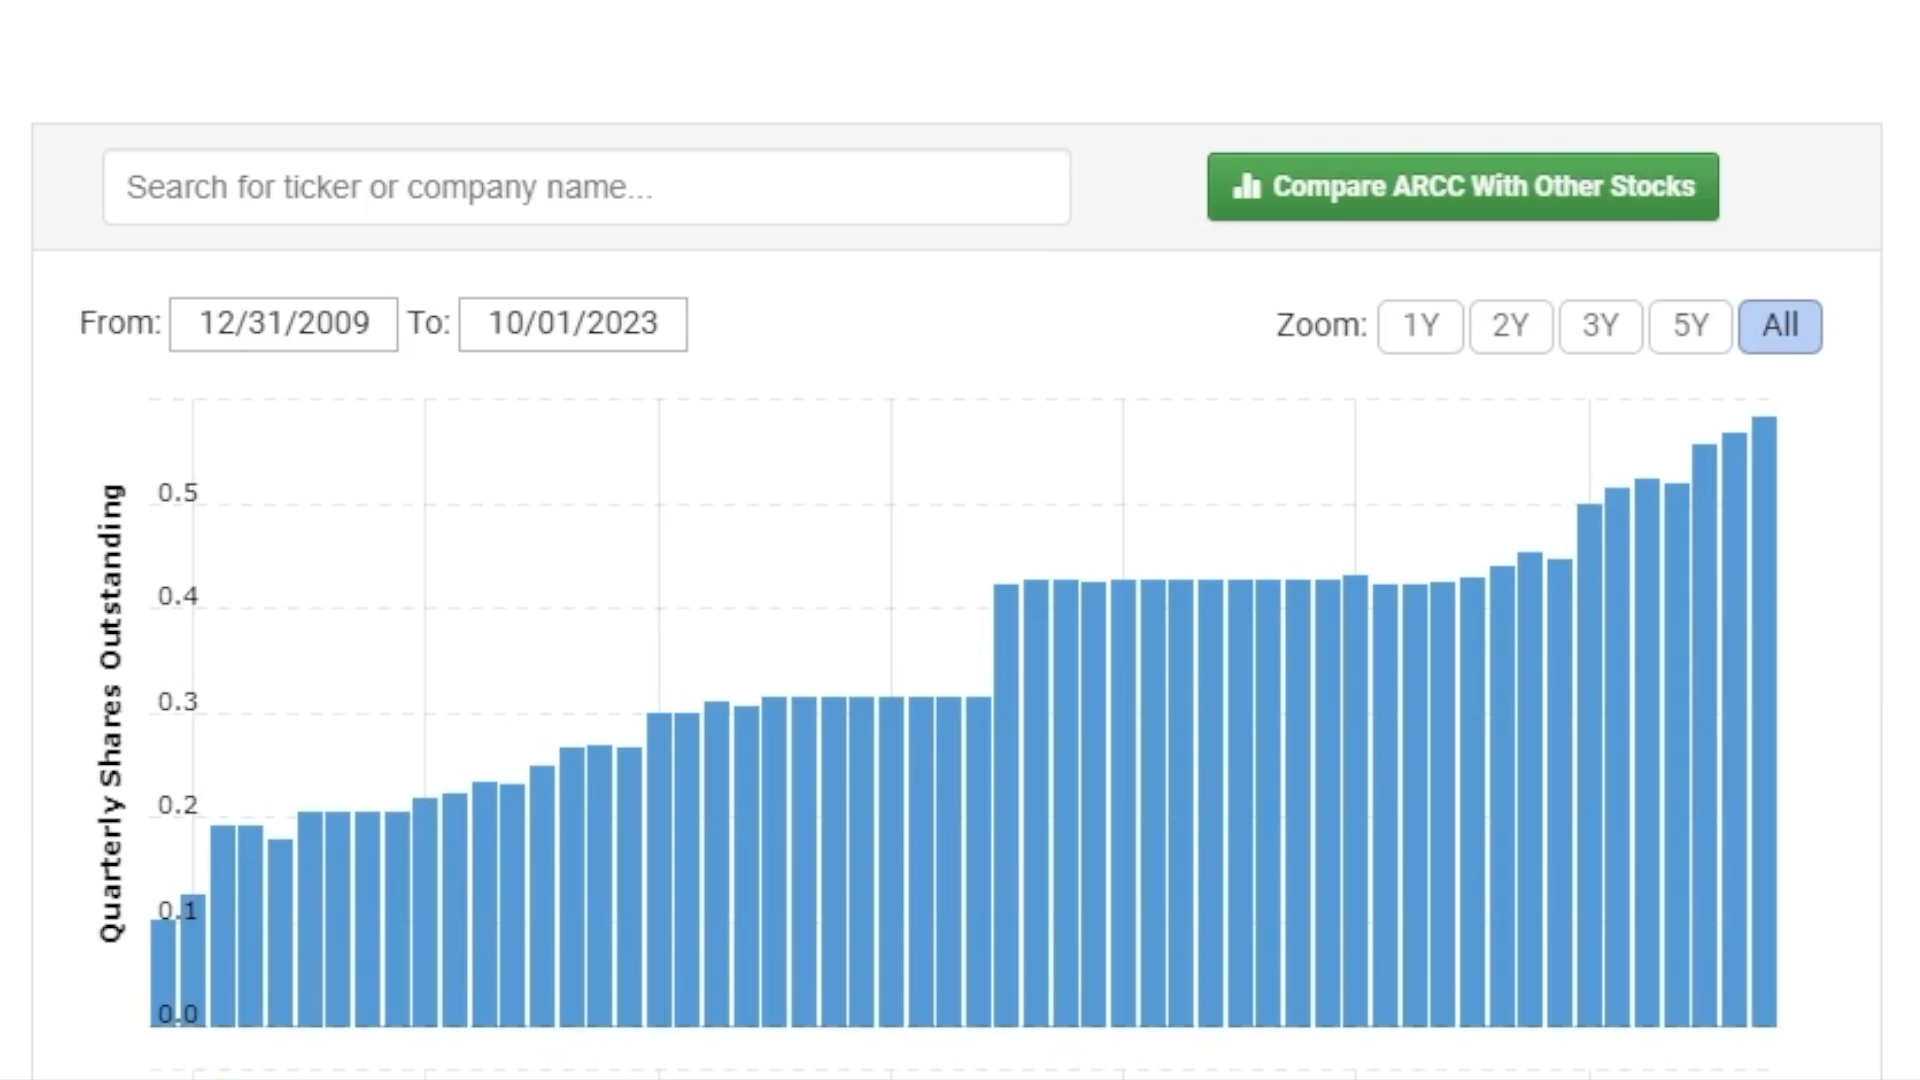 Search for ticker or company name...
Compare ARCC With Other Stocks
From: 12/31/2009 To: 10/01/2023
Zoom: 1Y 2Y 3Y 5Y All
Quarterly Shares Outstanding
0.5
0.4
0.3
0.2
0.1
0.0